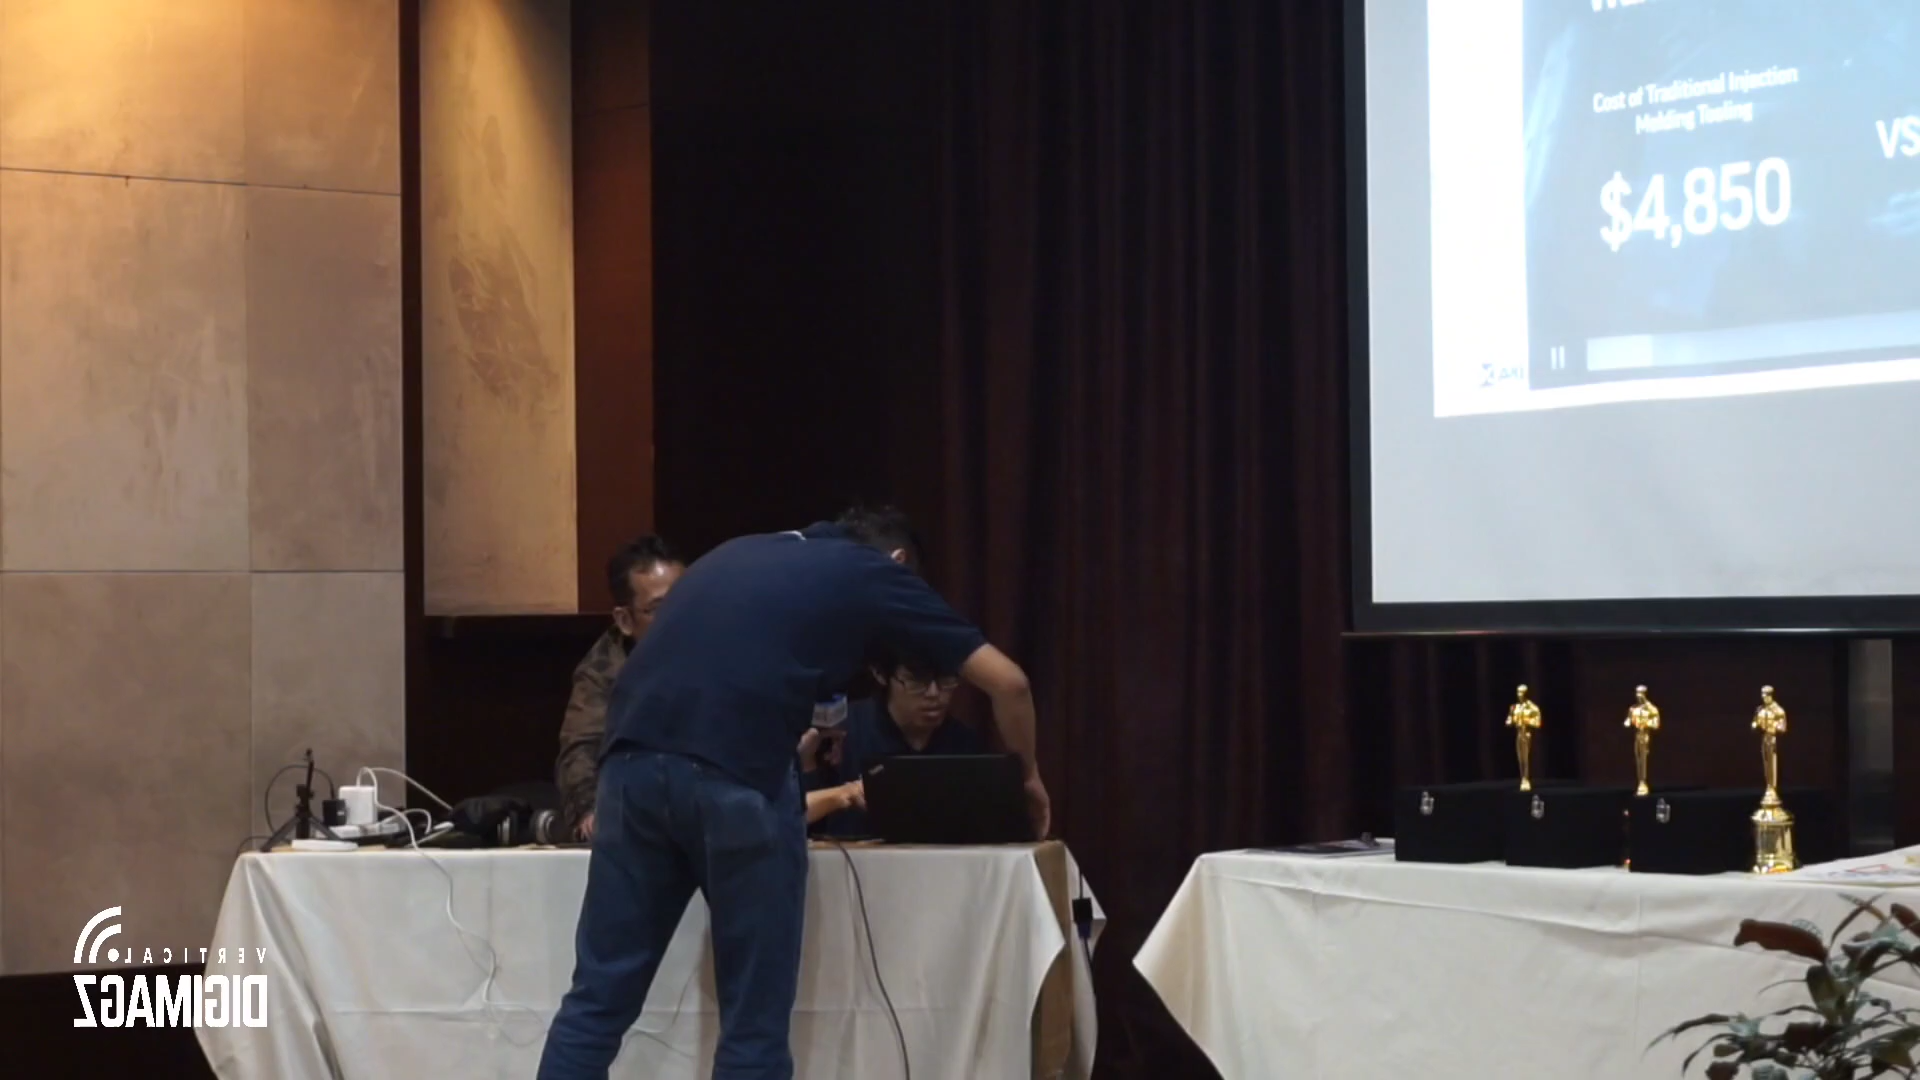 Cost of Traditional Injection
Molding Tooling
$4,850
VS
VERTICAL
DIGIMAGZ